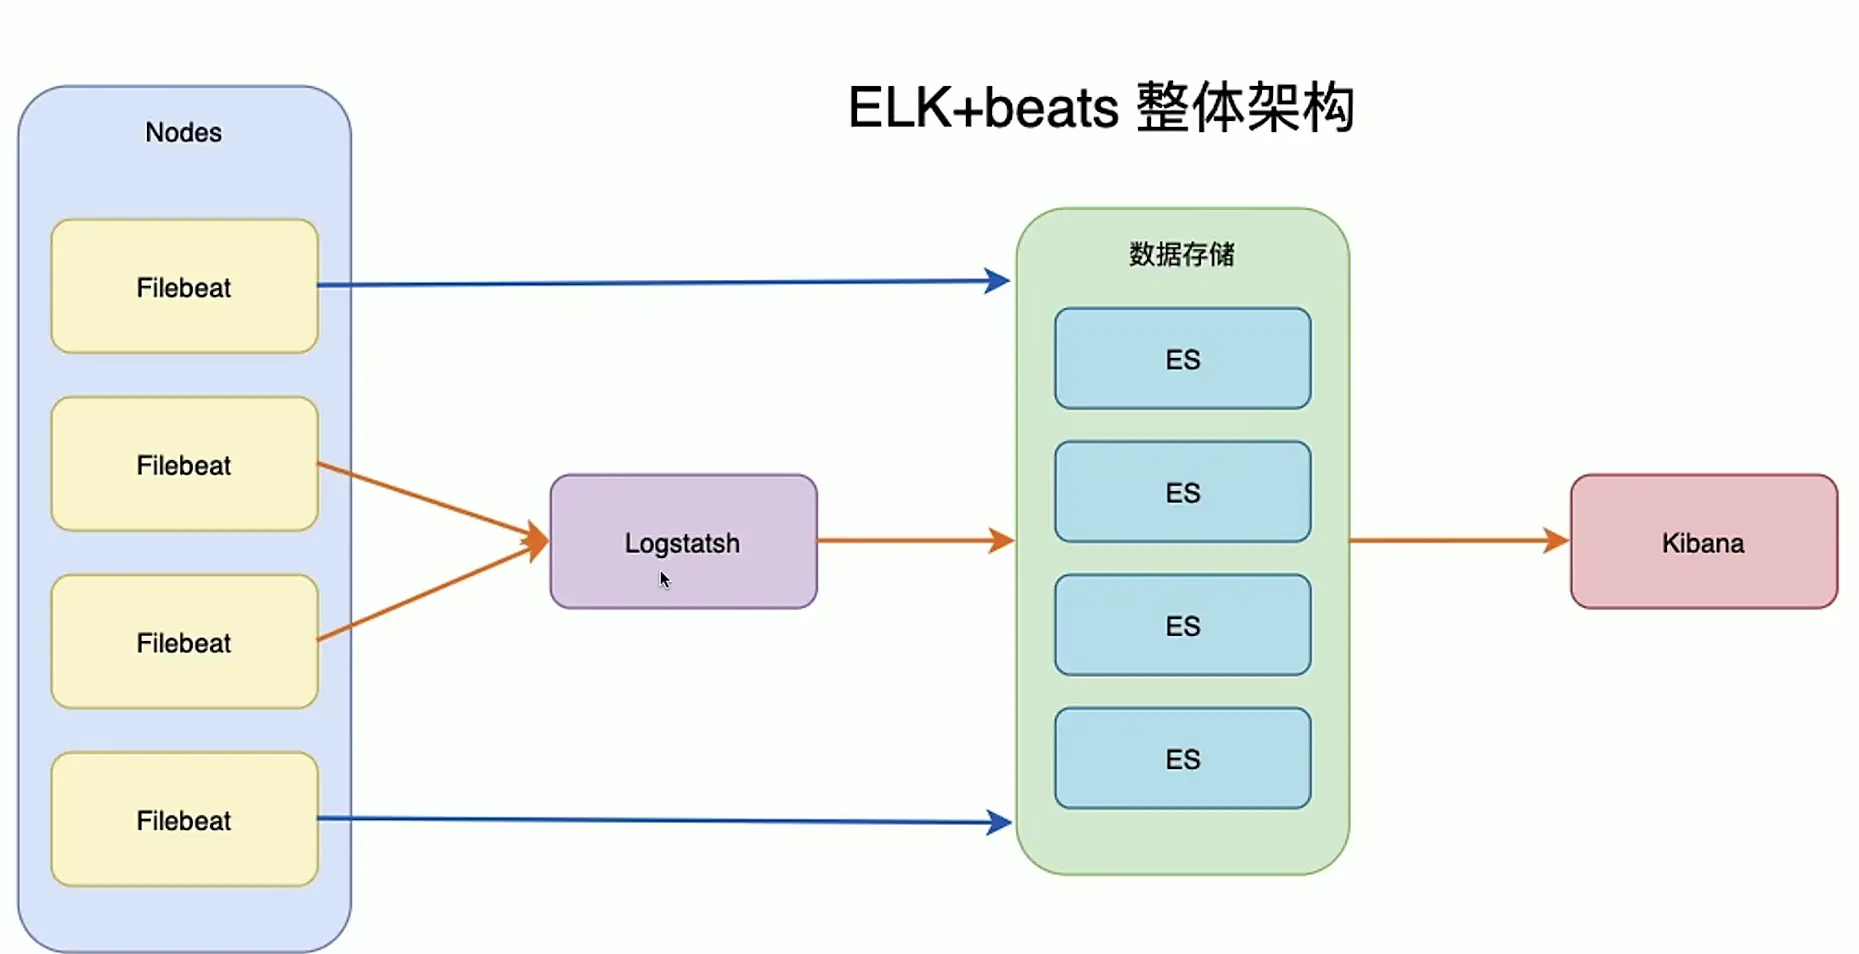 ELK+beats 整体架构
Nodes
Filebeat
Filebeat
Filebeat
Filebeat
Logstatsh
数据存储
ES
ES
ES
ES
Kibana